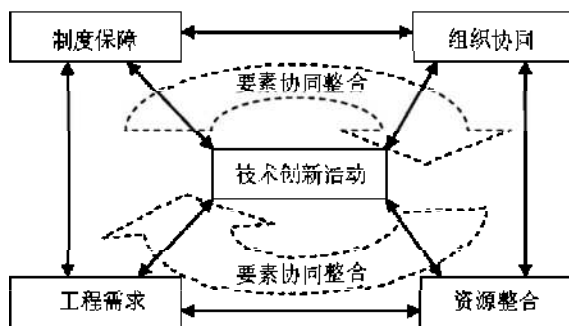 制度保障
组织协同
要素协同整合
技术创新活动
要素协同整合
工程需求
资源整合